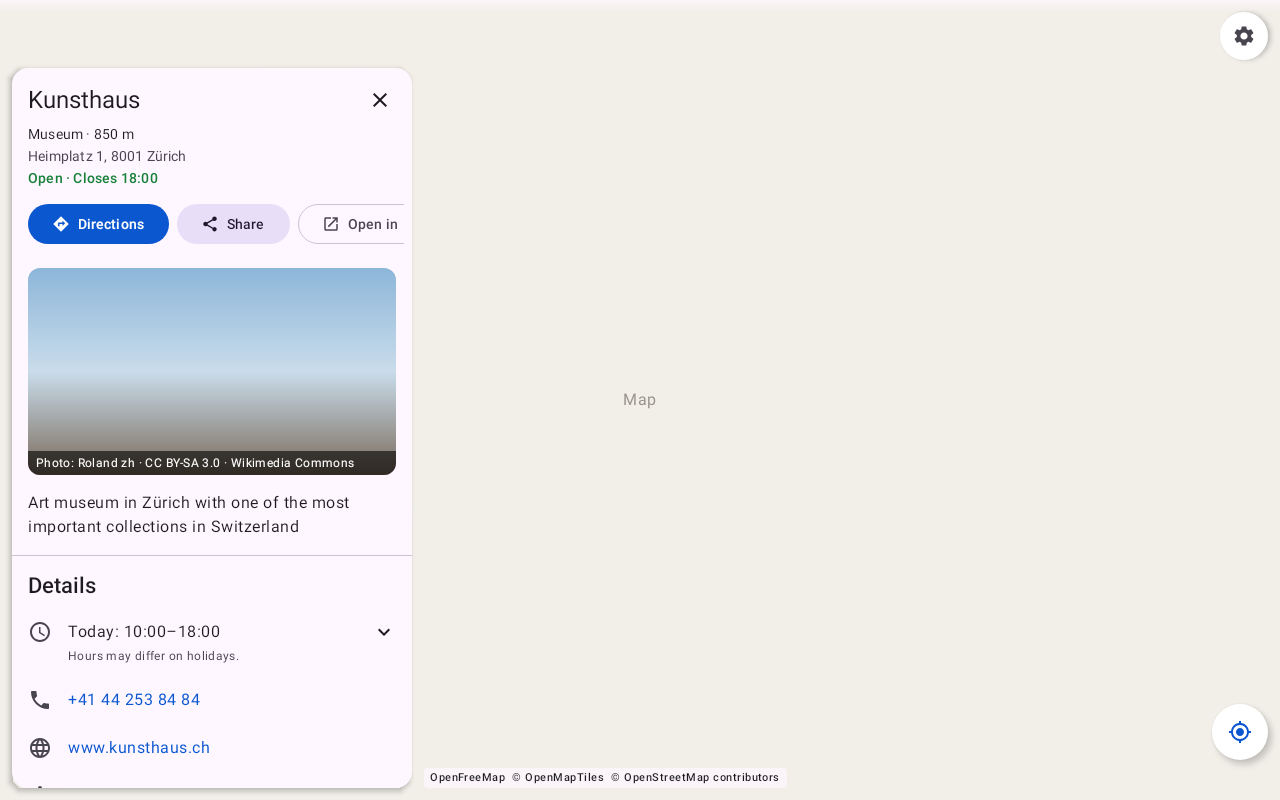 Kunsthaus
Museum · 850 m
Heimplatz 1, 8001 Zürich
Open · Closes 18:00
Directions
Share
Open in
Photo: Roland zh · CC BY-SA 3.0 · Wikimedia Commons
Art museum in Zürich with one of the most
important collections in Switzerland
Details
Today: 10:00–18:00
Hours may differ on holidays.
+41 44 253 84 84
www.kunsthaus.ch
Map
OpenFreeMap © OpenMapTiles © OpenStreetMap contributors